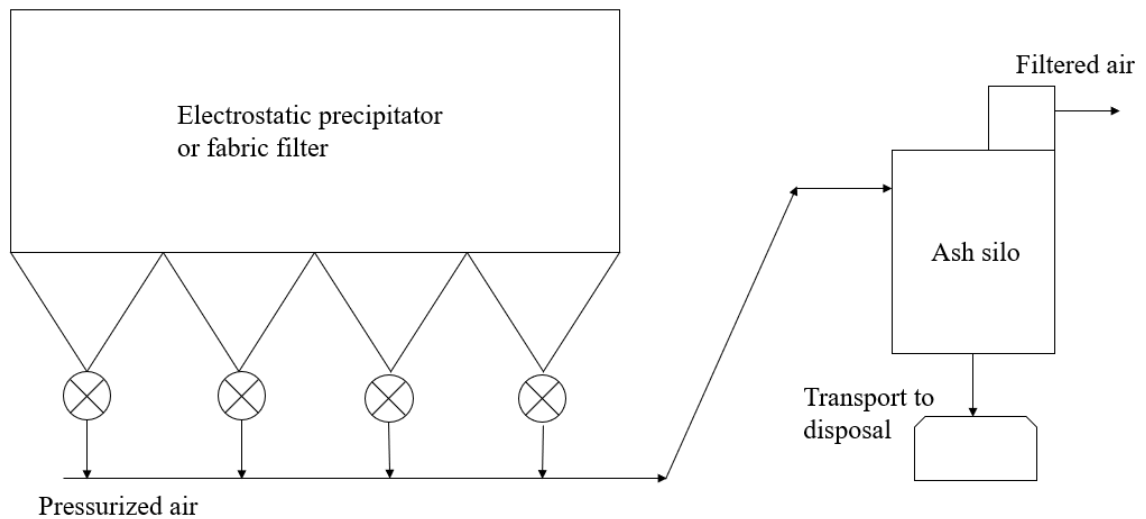 Electrostatic precipitator
or fabric filter
Filtered air
Ash silo
Transport to
disposal
Pressurized air